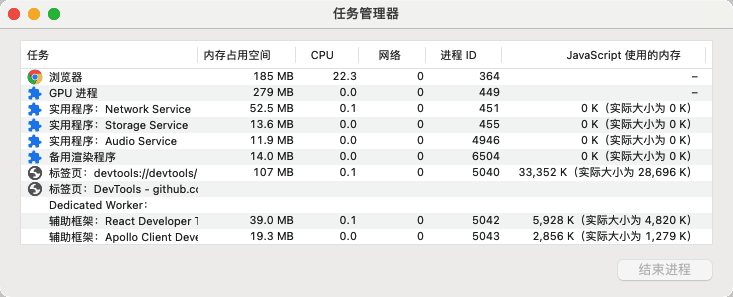 任务管理器
任务 内存占用空间 CPU 网络 进程 ID JavaScript 使用的内存
浏览器 185 MB 22.3 0 364 –
GPU 进程 279 MB 0.0 0 449 –
实用程序：Network Service 52.5 MB 0.1 0 451 0 K（实际大小为 0 K）
实用程序：Storage Service 13.6 MB 0.0 0 455 0 K（实际大小为 0 K）
实用程序：Audio Service 11.9 MB 0.0 0 4946 0 K（实际大小为 0 K）
备用渲染程序 14.0 MB 0.0 0 6504 0 K（实际大小为 0 K）
标签页：devtools://devtools/ 107 MB 0.1 0 5040 33,352 K（实际大小为 28,696 K）
标签页：DevTools - github.cc
Dedicated Worker：
辅助框架：React Developer T 39.0 MB 0.1 0 5042 5,928 K（实际大小为 4,820 K）
辅助框架：Apollo Client Deve 19.3 MB 0.0 0 5043 2,856 K（实际大小为 1,279 K）
结束进程